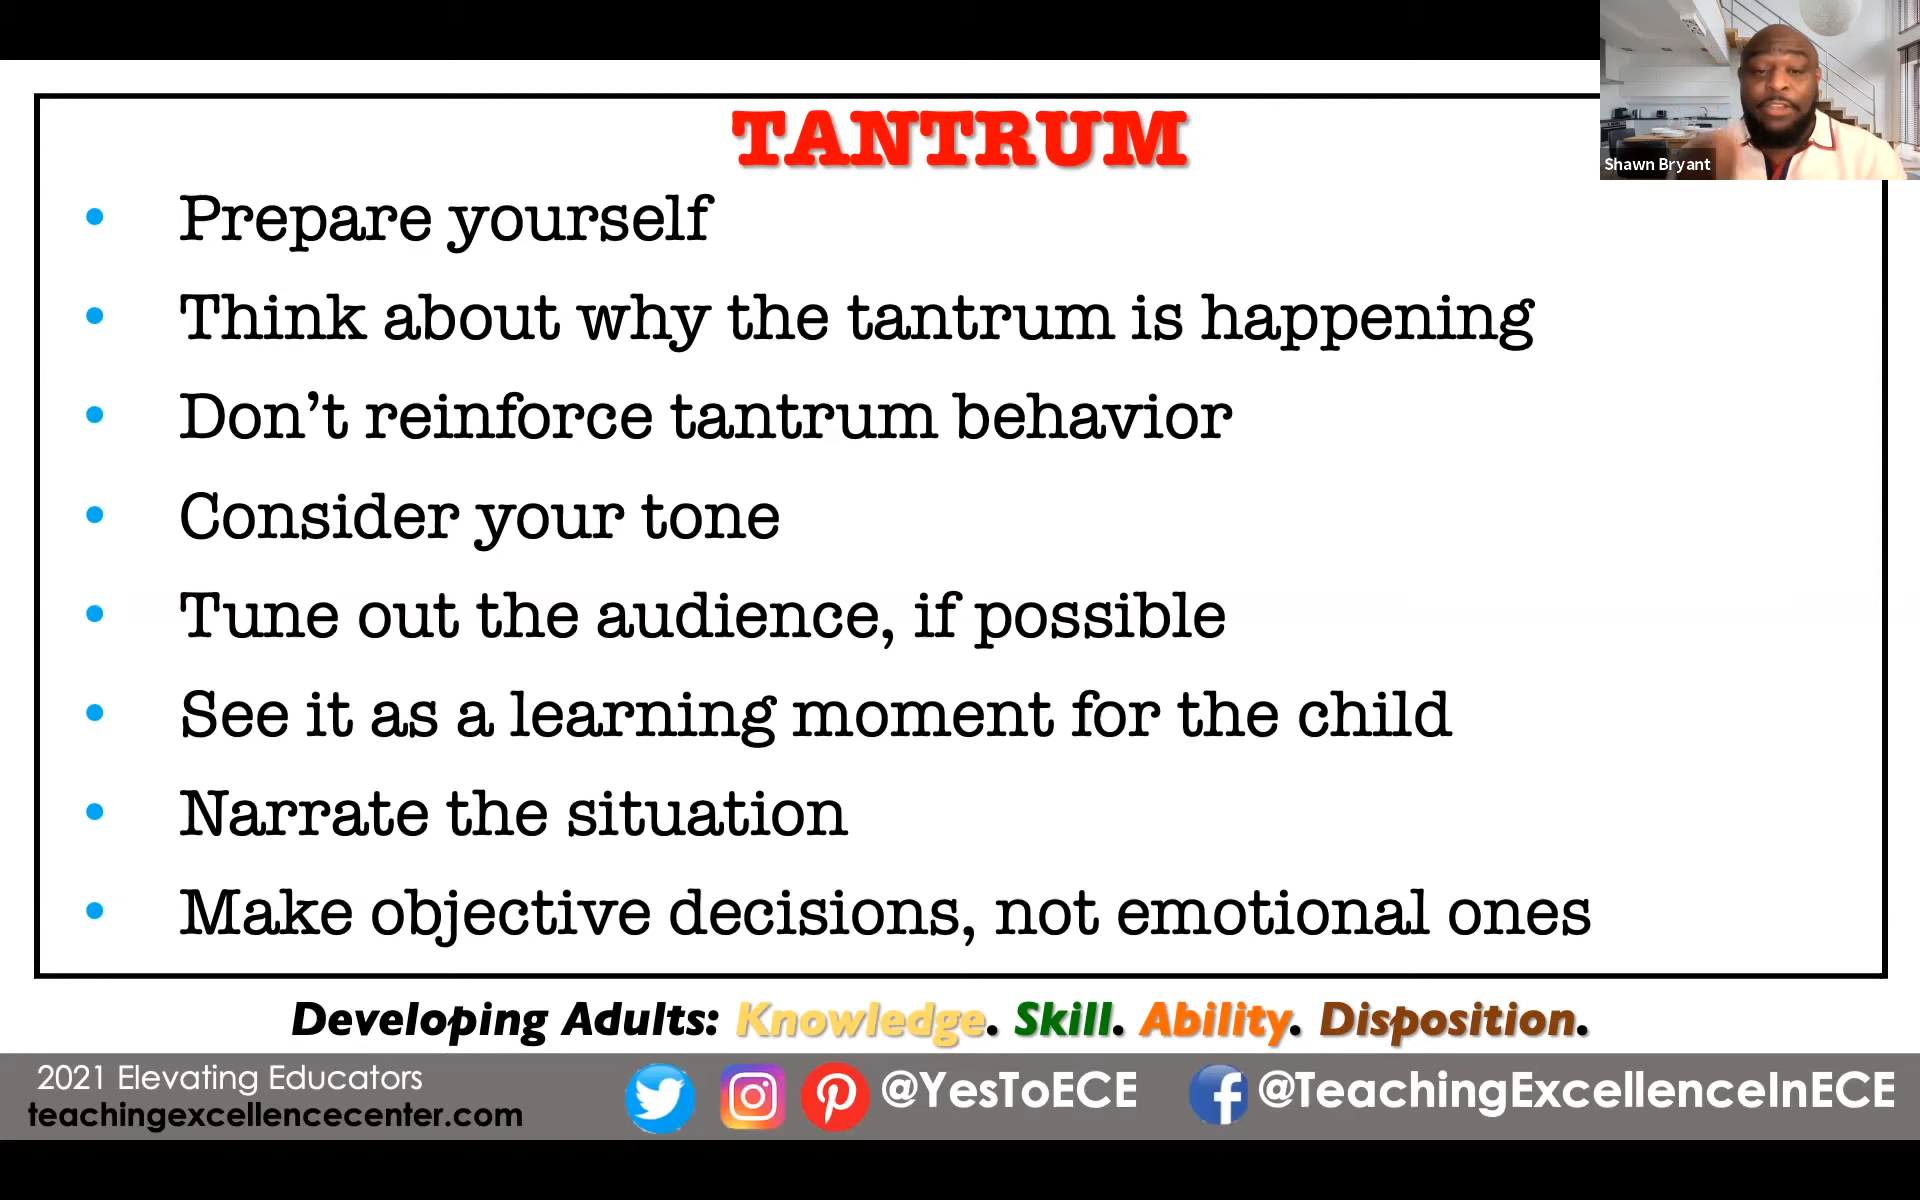 TANTRUM
Shawn Bryant
• Prepare yourself
• Think about why the tantrum is happening
• Don’t reinforce tantrum behavior
• Consider your tone
• Tune out the audience, if possible
• See it as a learning moment for the child
• Narrate the situation
• Make objective decisions, not emotional ones
Developing Adults: Knowledge. Skill. Ability. Disposition.
2021 Elevating Educators
teachingexcellencecenter.com
@YesToECE
@TeachingExcellenceInECE